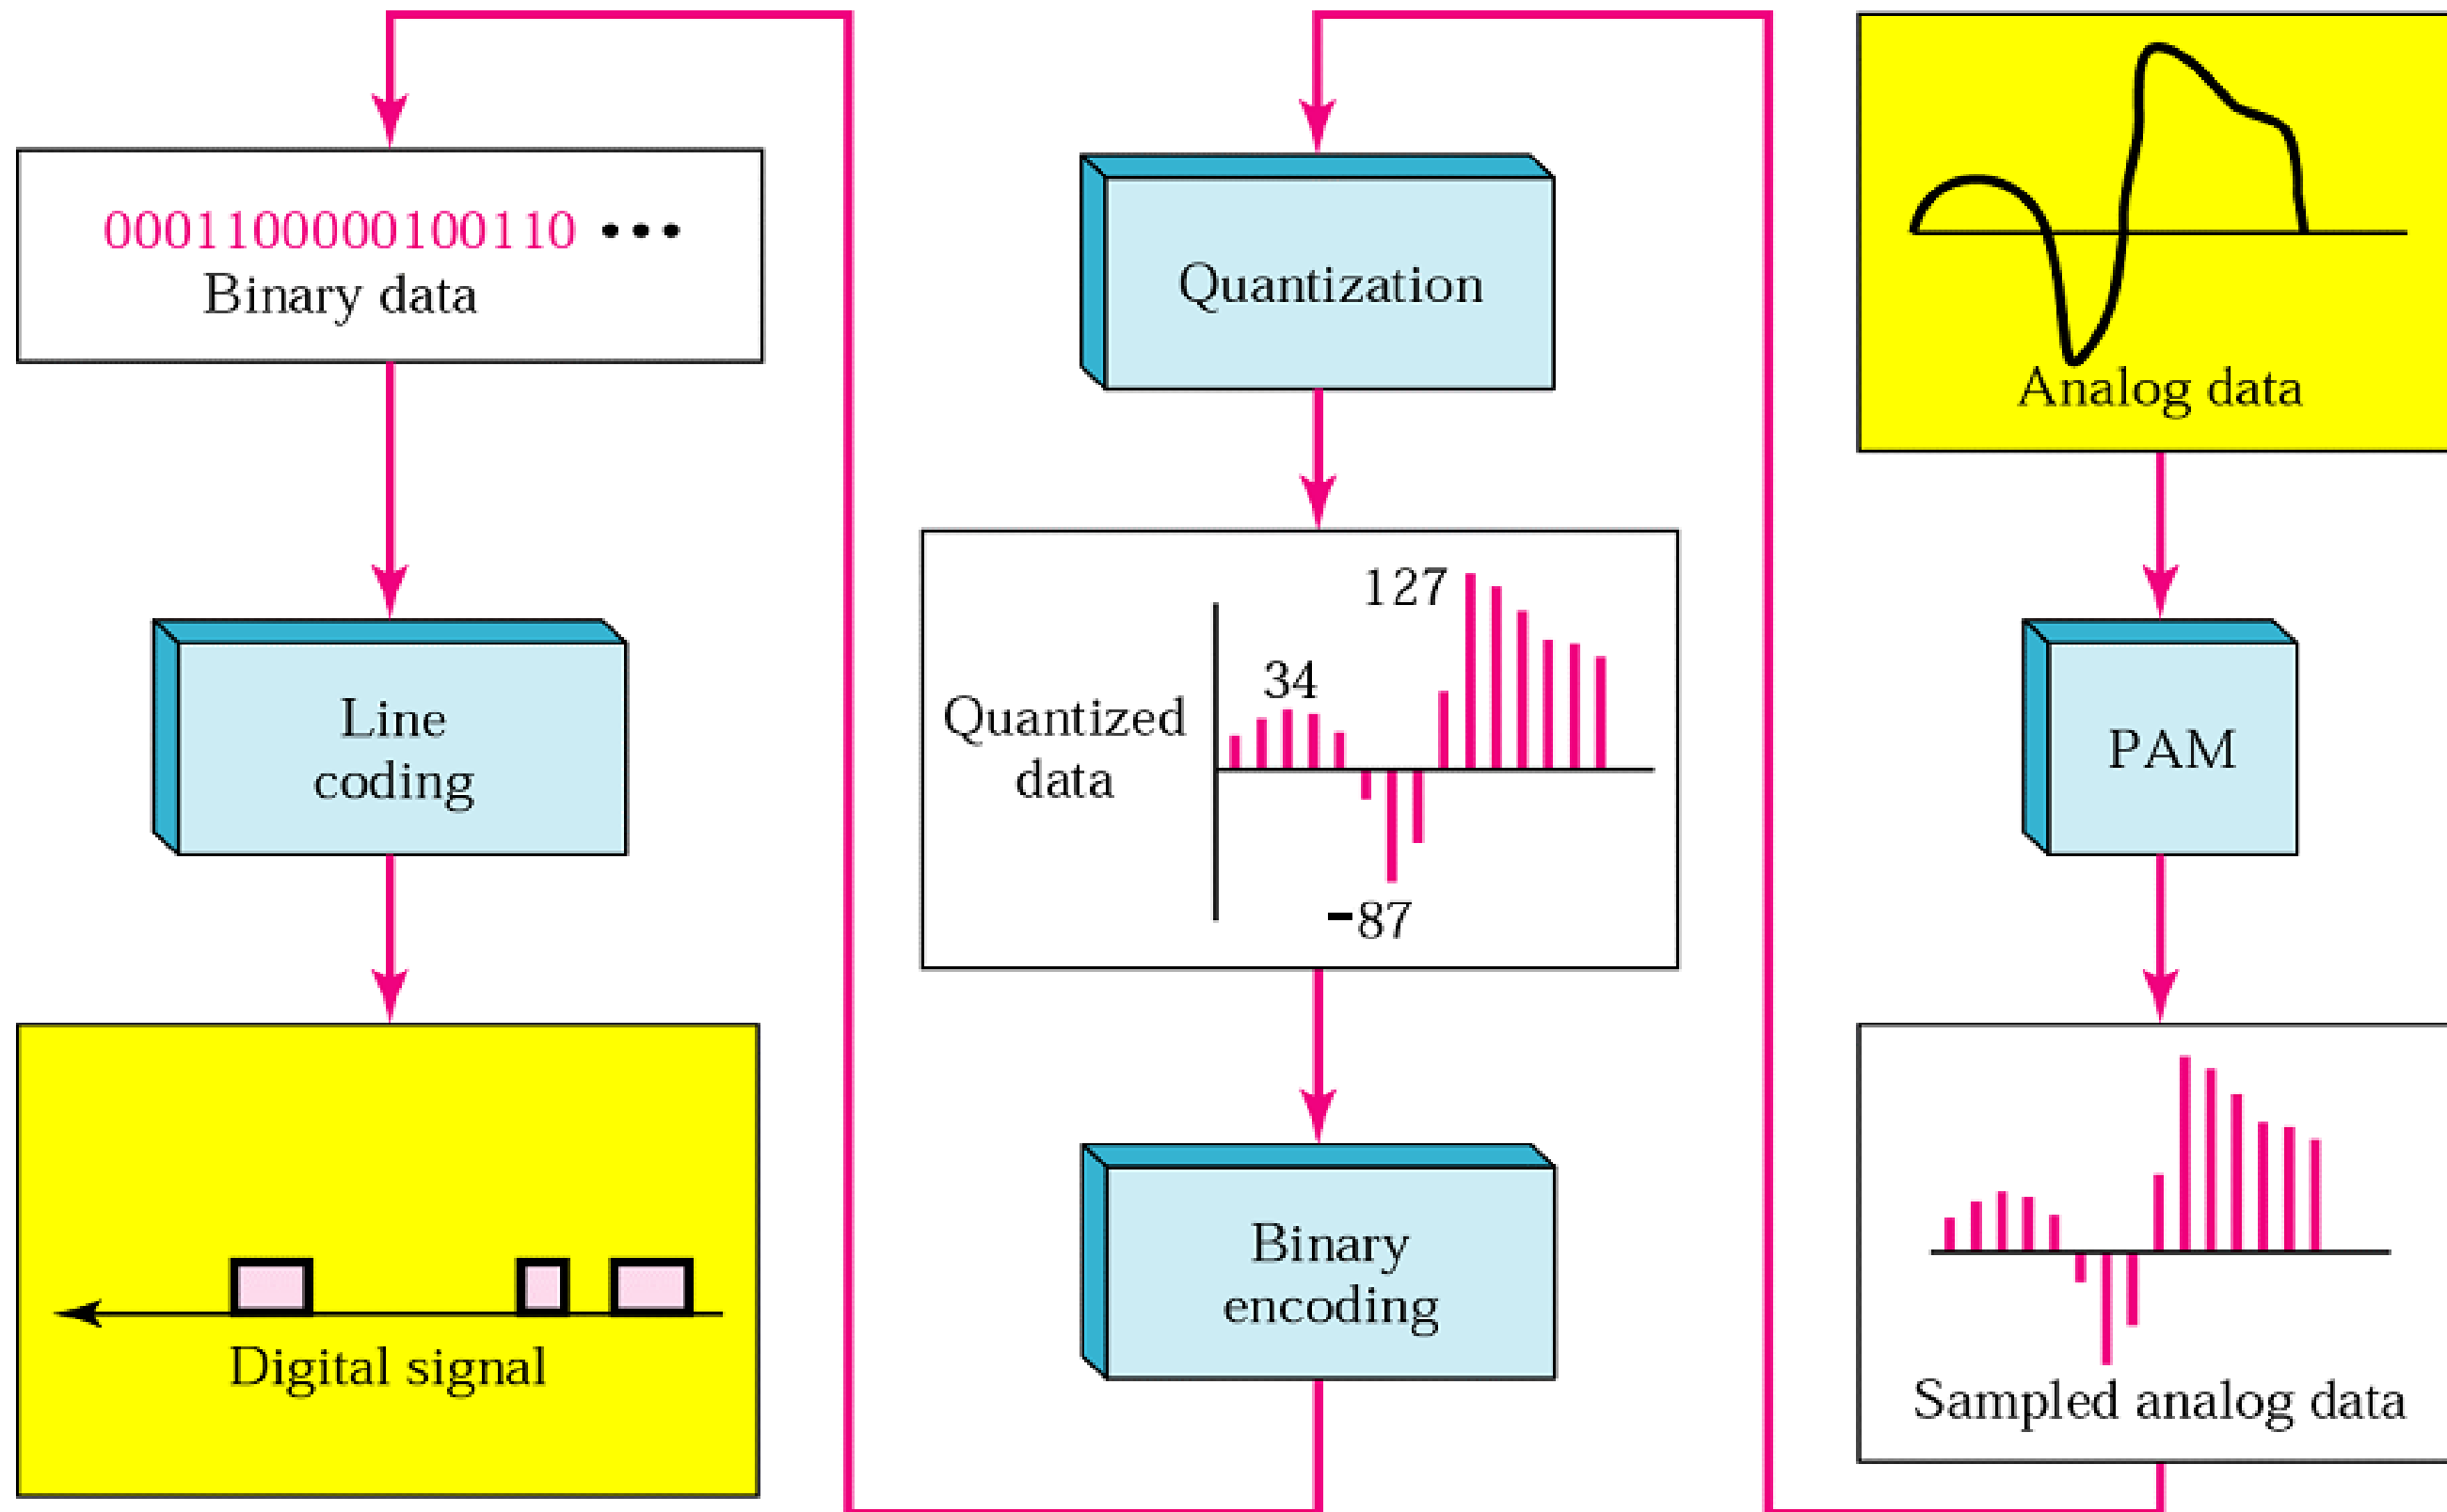 0001100000100110 •••
Binary data
Line
coding
Digital signal
Quantization
127
34
Quantized
data
-87
Binary
encoding
Analog data
PAM
Sampled analog data